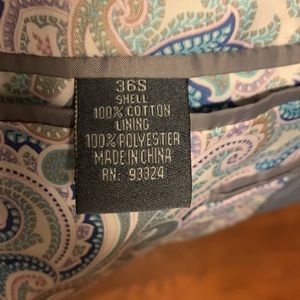 36S
SHELL
100% COTTON
LINING
100% POLYESTER
MADE IN CHINA
RN: 93324